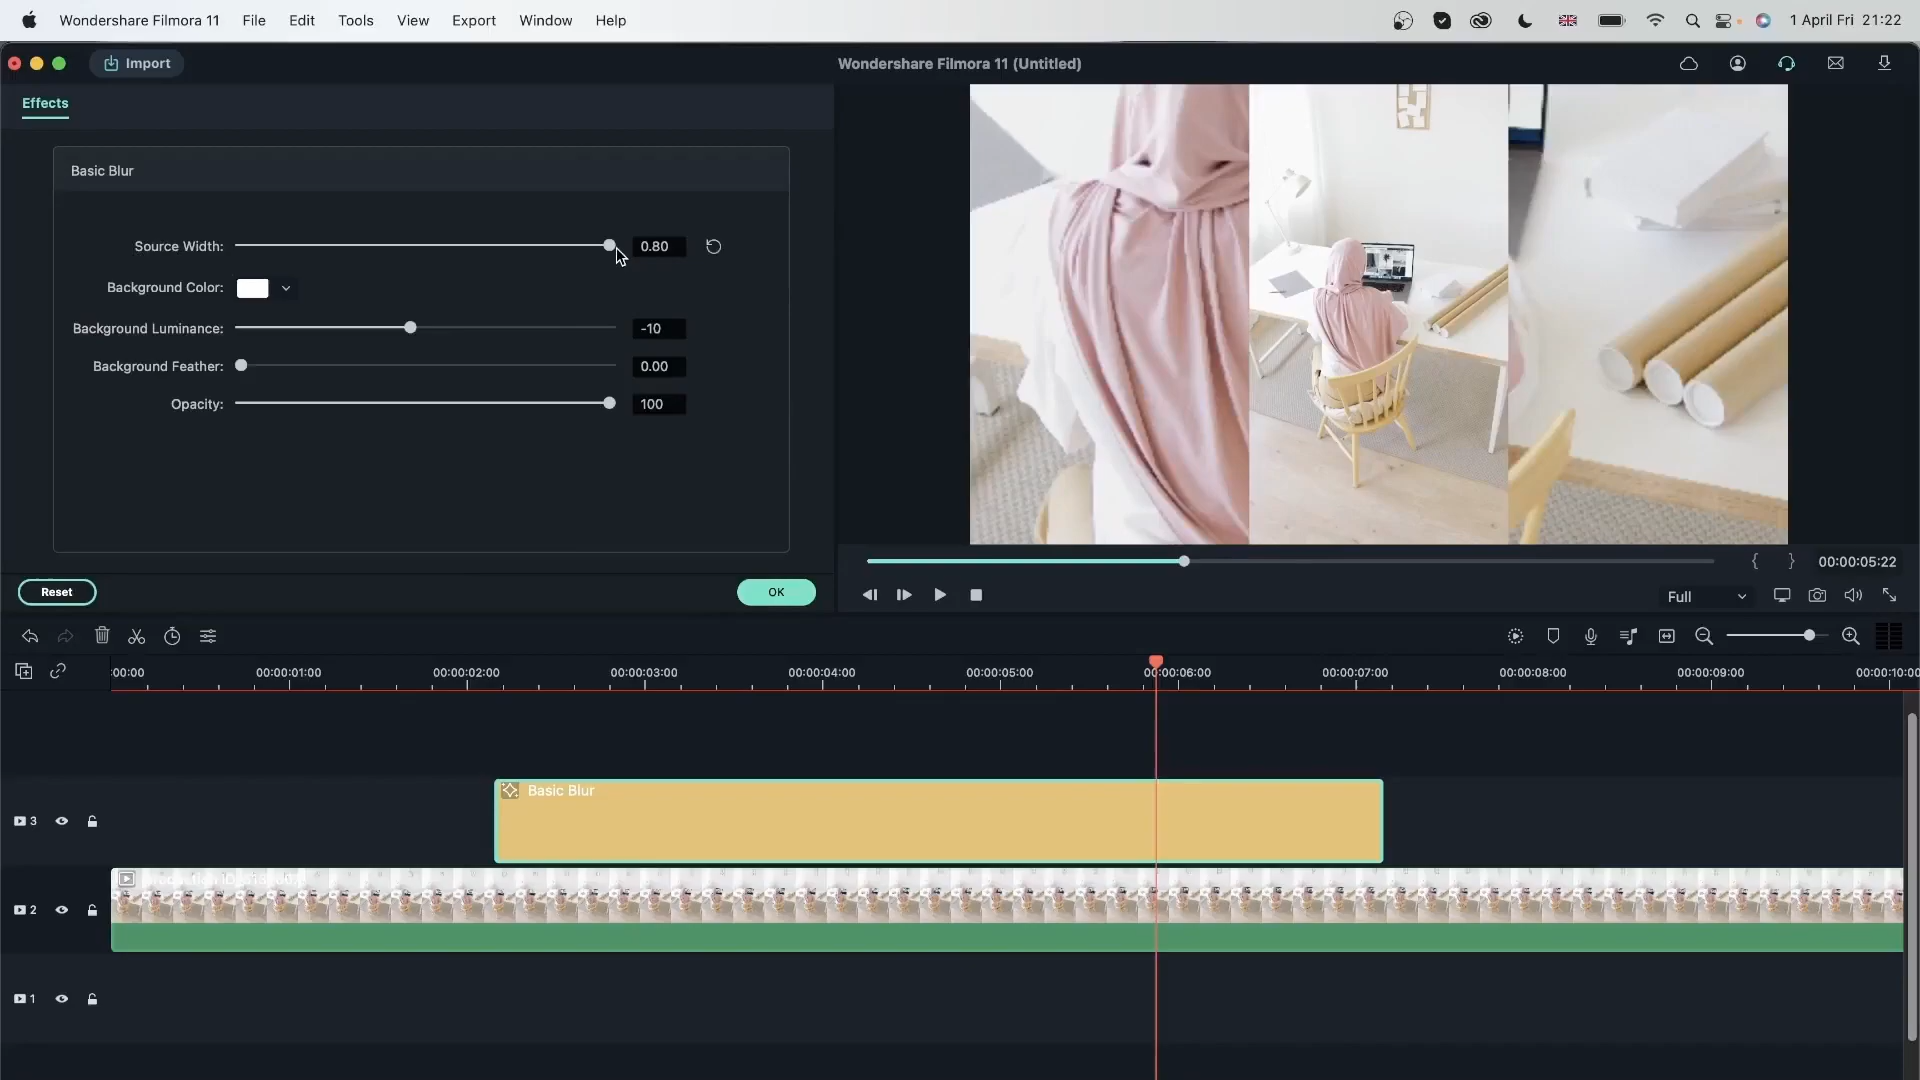 Wondershare Filmora 11 File Edit Tools View Export Window Help 1 April Fri 21:22
Import Wondershare Filmora 11 (Untitled)
Effects
Basic Blur
Source Width: 0.80
Background Color:
Background Luminance: -10
Background Feather: 0.00
Opacity: 100
{ } 00:00:05:22
Reset OK
Full
:00:00 00:00:01:00 00:00:02:00 00:00:03:00 00:00:04:00 00:00:05:00 00:00:06:00 00:00:07:00 00:00:08:00 00:00:09:00 00:00:10:00
Basic Blur
3
2
1